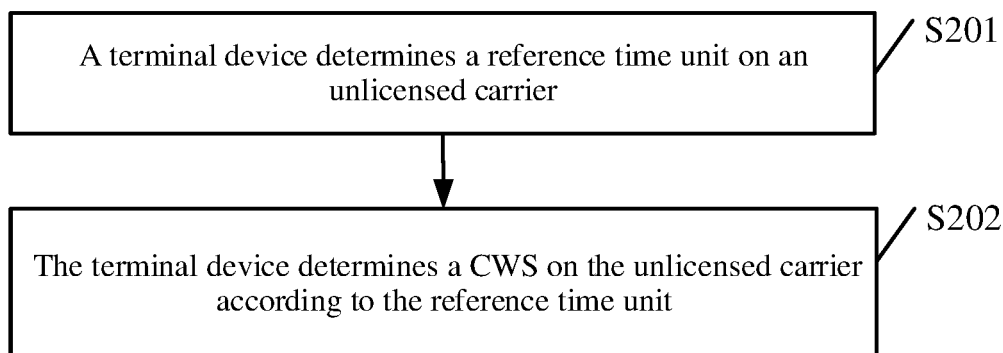 A terminal device determines a reference time unit on an
unlicensed carrier
S201
The terminal device determines a CWS on the unlicensed carrier
according to the reference time unit
S202